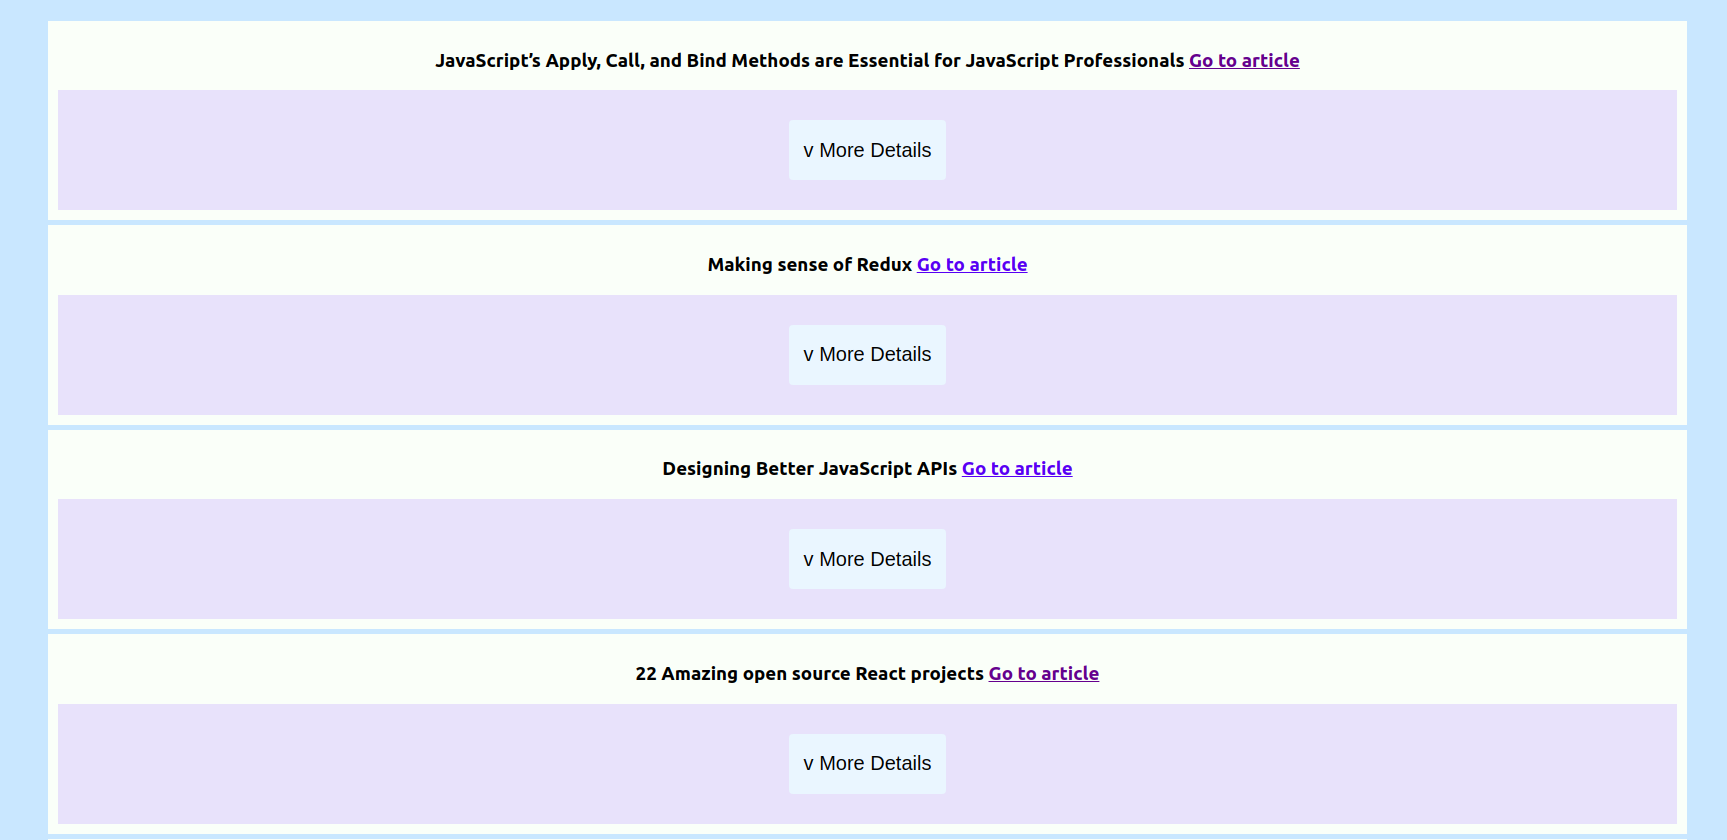 JavaScript’s Apply, Call, and Bind Methods are Essential for JavaScript Professionals Go to article
v More Details
Making sense of Redux Go to article
v More Details
Designing Better JavaScript APIs Go to article
v More Details
22 Amazing open source React projects Go to article
v More Details